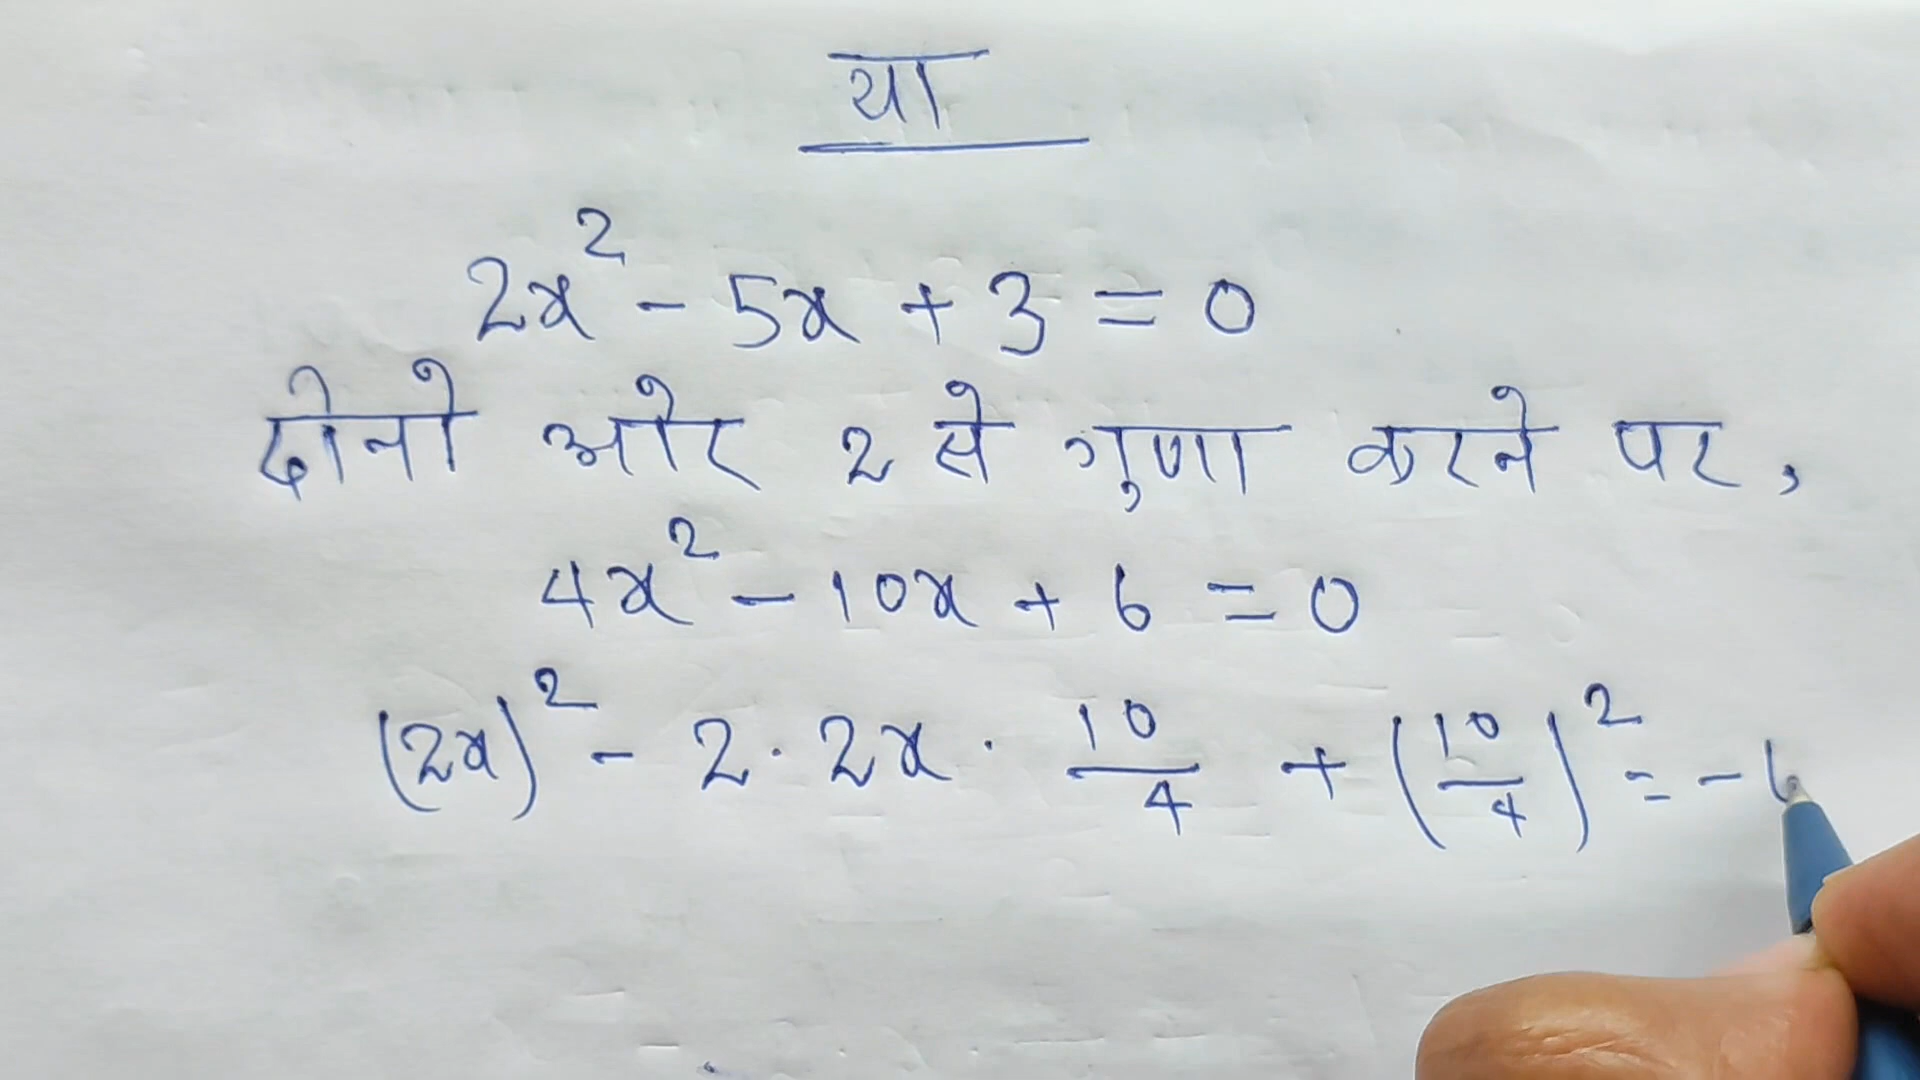 या
2x² - 5x + 3 = 0
दोनो ओर 2 से गुणा करने पर,
4x² - 10x + 6 = 0
(2x)² - 2 · 2x · 10/4 + (10/4)² = - 6